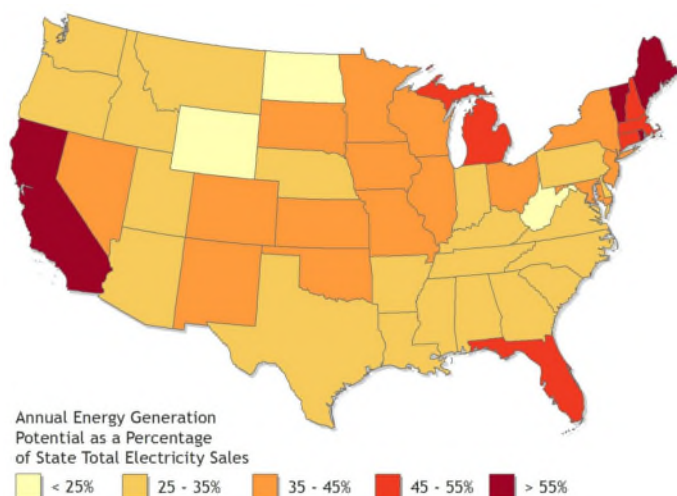 Annual Energy Generation
Potential as a Percentage
of State Total Electricity Sales
< 25% 25 - 35% 35 - 45% 45 - 55% > 55%